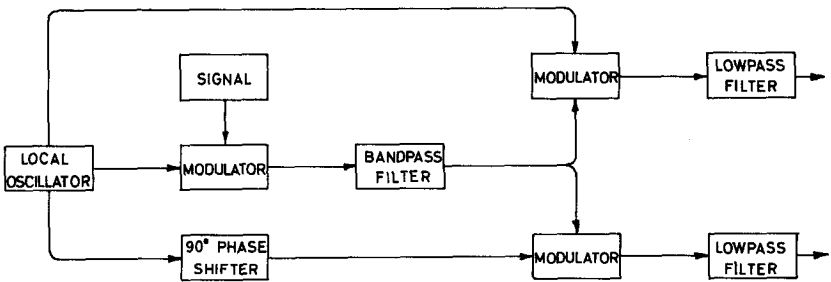 SIGNAL
MODULATOR
LOWPASS
FILTER
LOCAL
OSCILLATOR
MODULATOR
BANDPASS
FILTER
90° PHASE
SHIFTER
MODULATOR
LOWPASS
FILTER